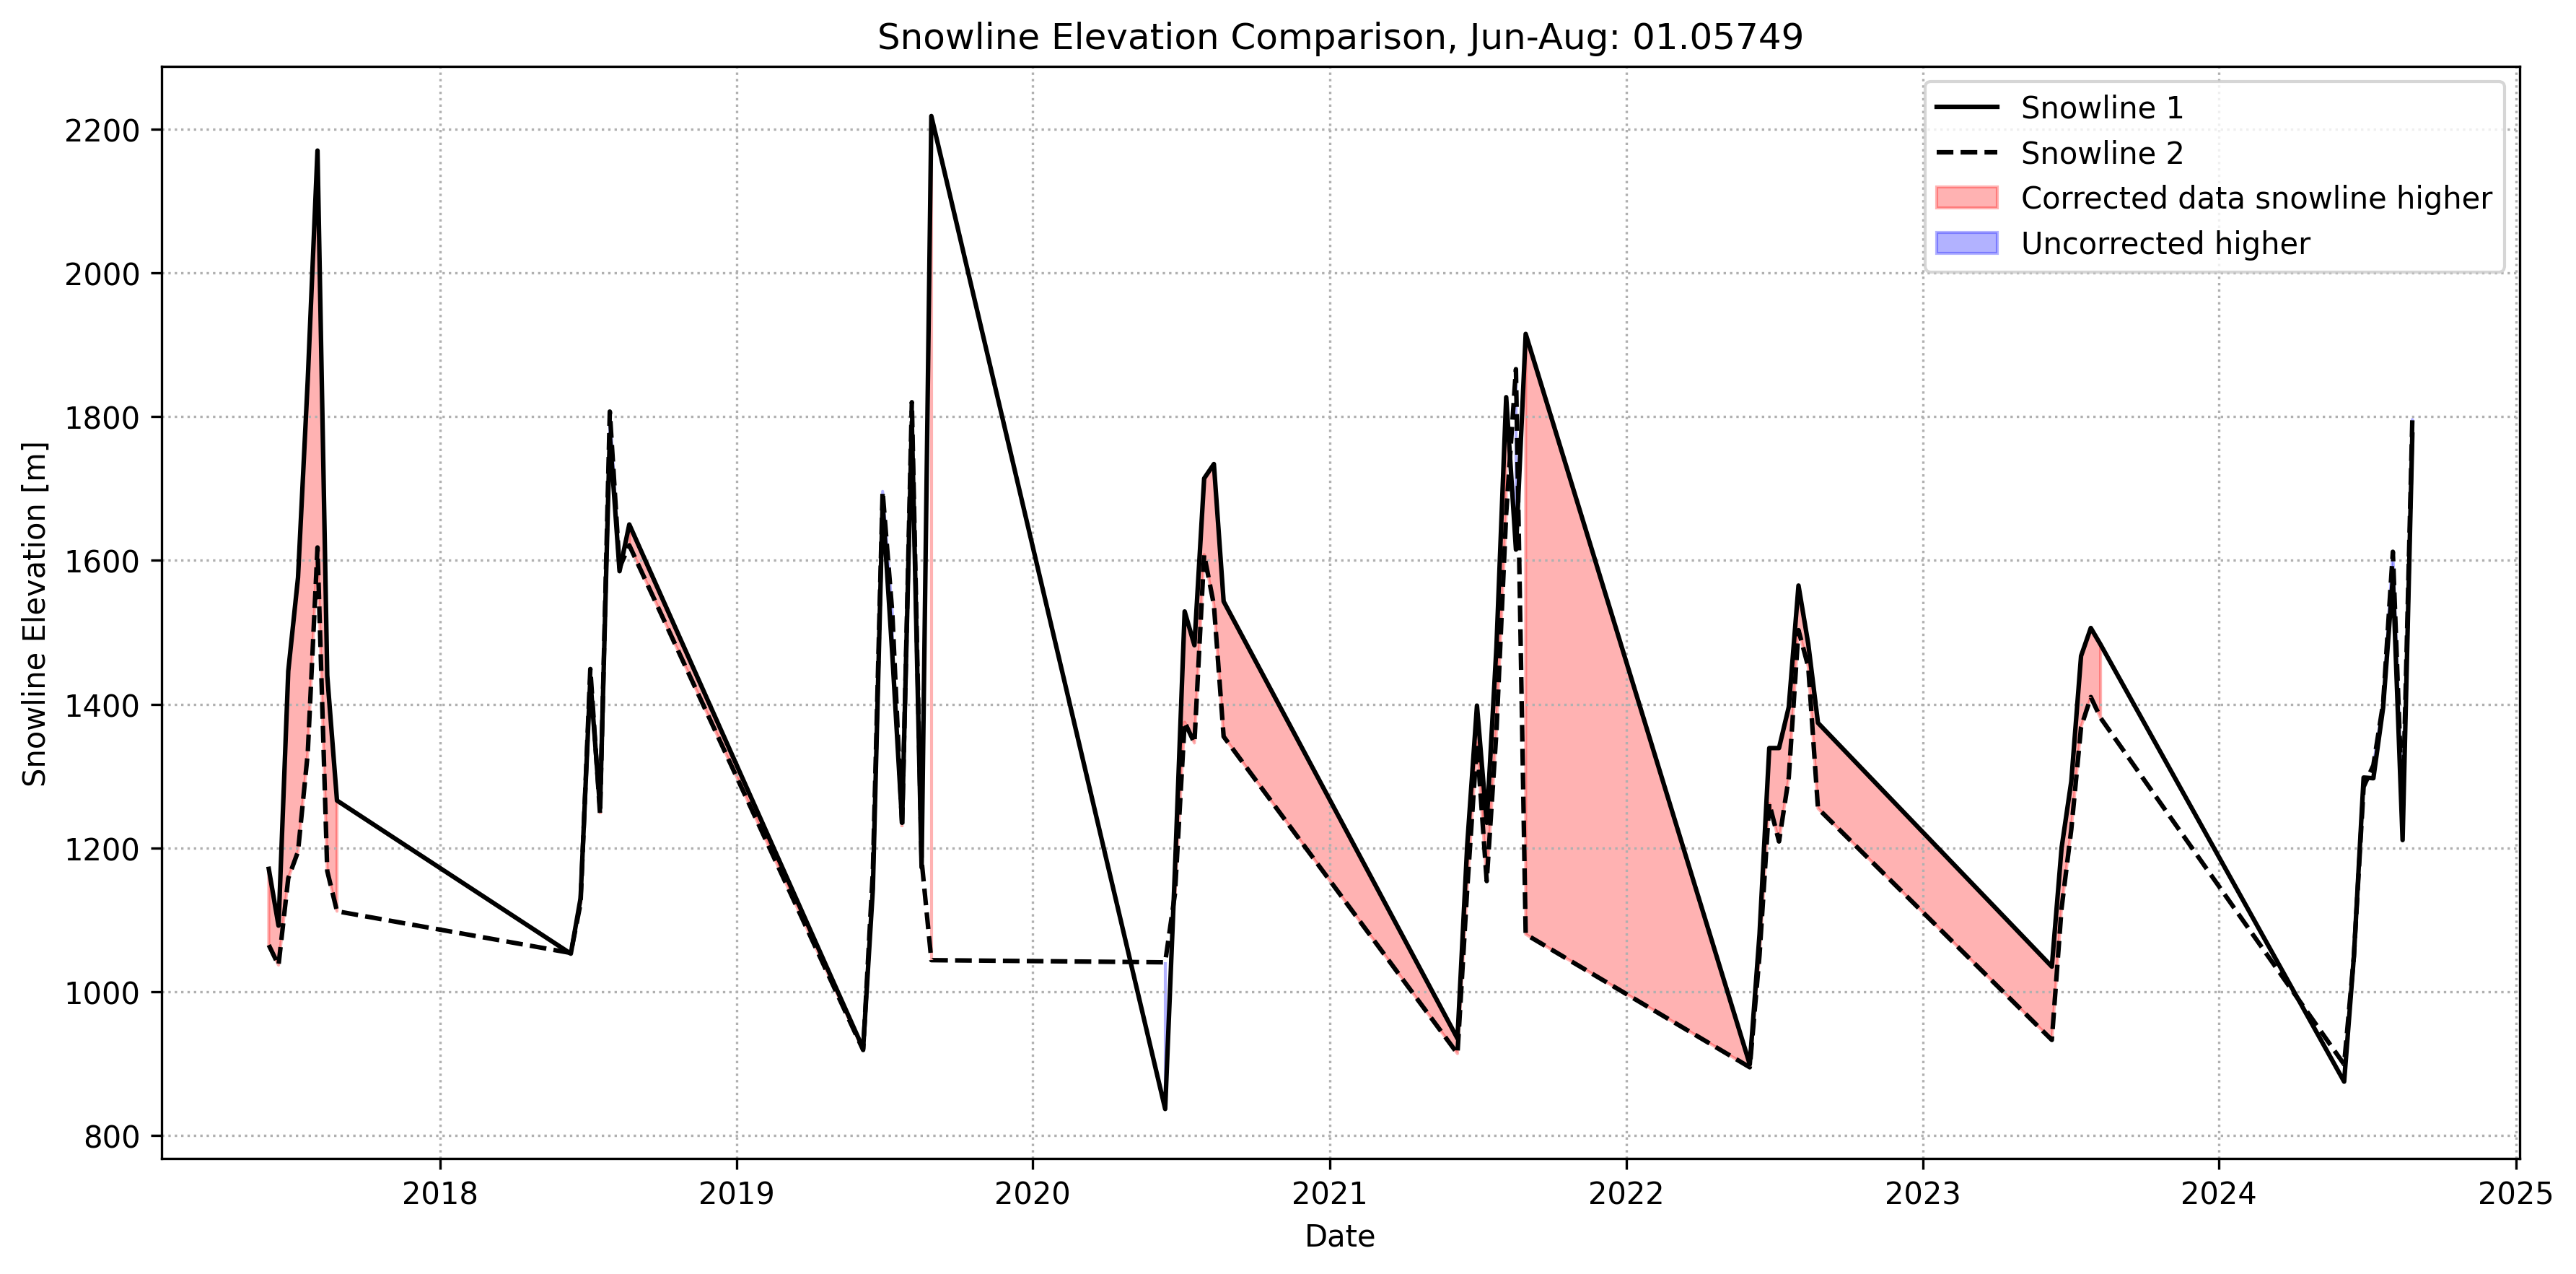 Snowline Elevation Comparison, Jun-Aug: 01.05749
Snowline 1
Snowline 2
Corrected data snowline higher
Uncorrected higher
Snowline Elevation [m]
2200
2000
1800
1600
1400
1200
1000
800
2018 2019 2020 2021 2022 2023 2024 2025
Date